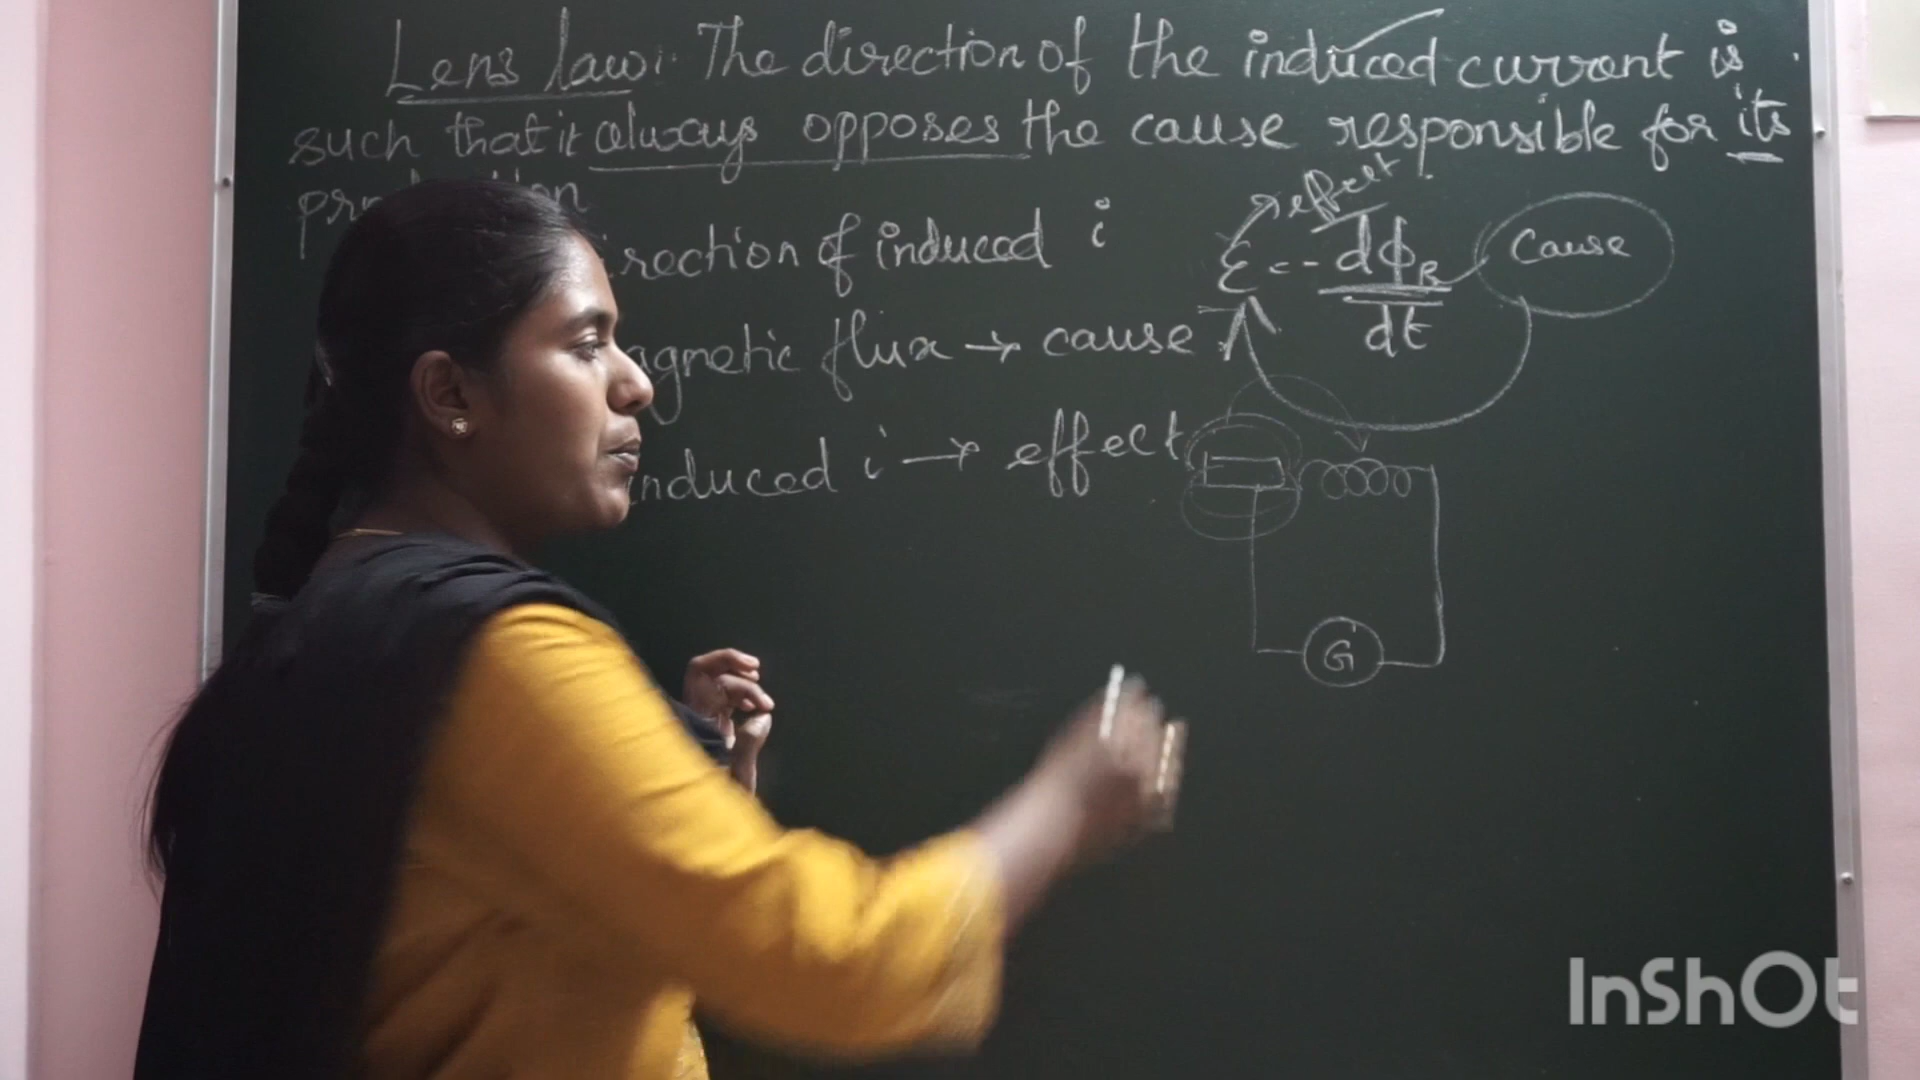 Lens law: The direction of the induced current is
such that it always opposes the cause responsible for its
effect
rection of induced i
ε = - dϕB
dt
Cause
agnetic flux → cause
nduced i → effect
G
InShOt